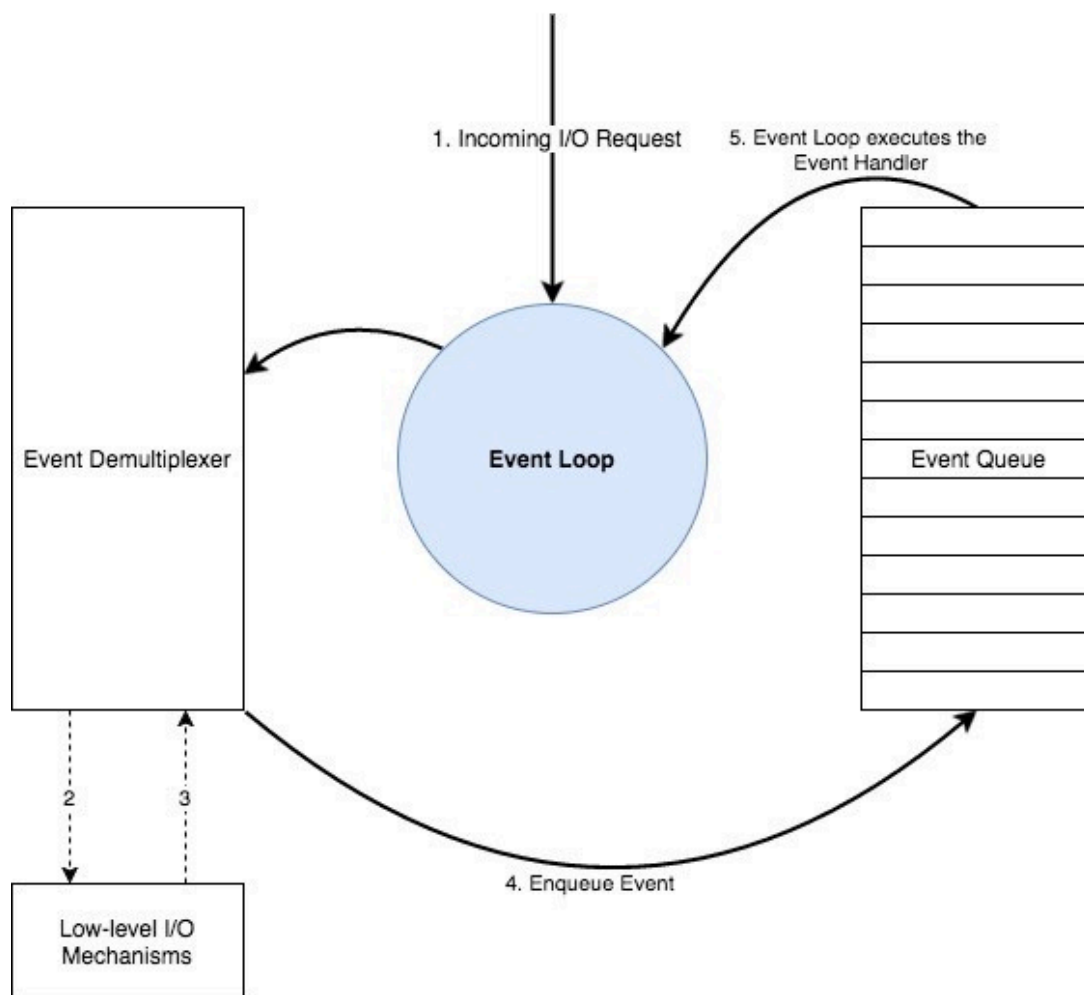 1. Incoming I/O Request
5. Event Loop executes the
Event Handler
Event Demultiplexer
Event Loop
Event Queue
2
3
4. Enqueue Event
Low-level I/O
Mechanisms